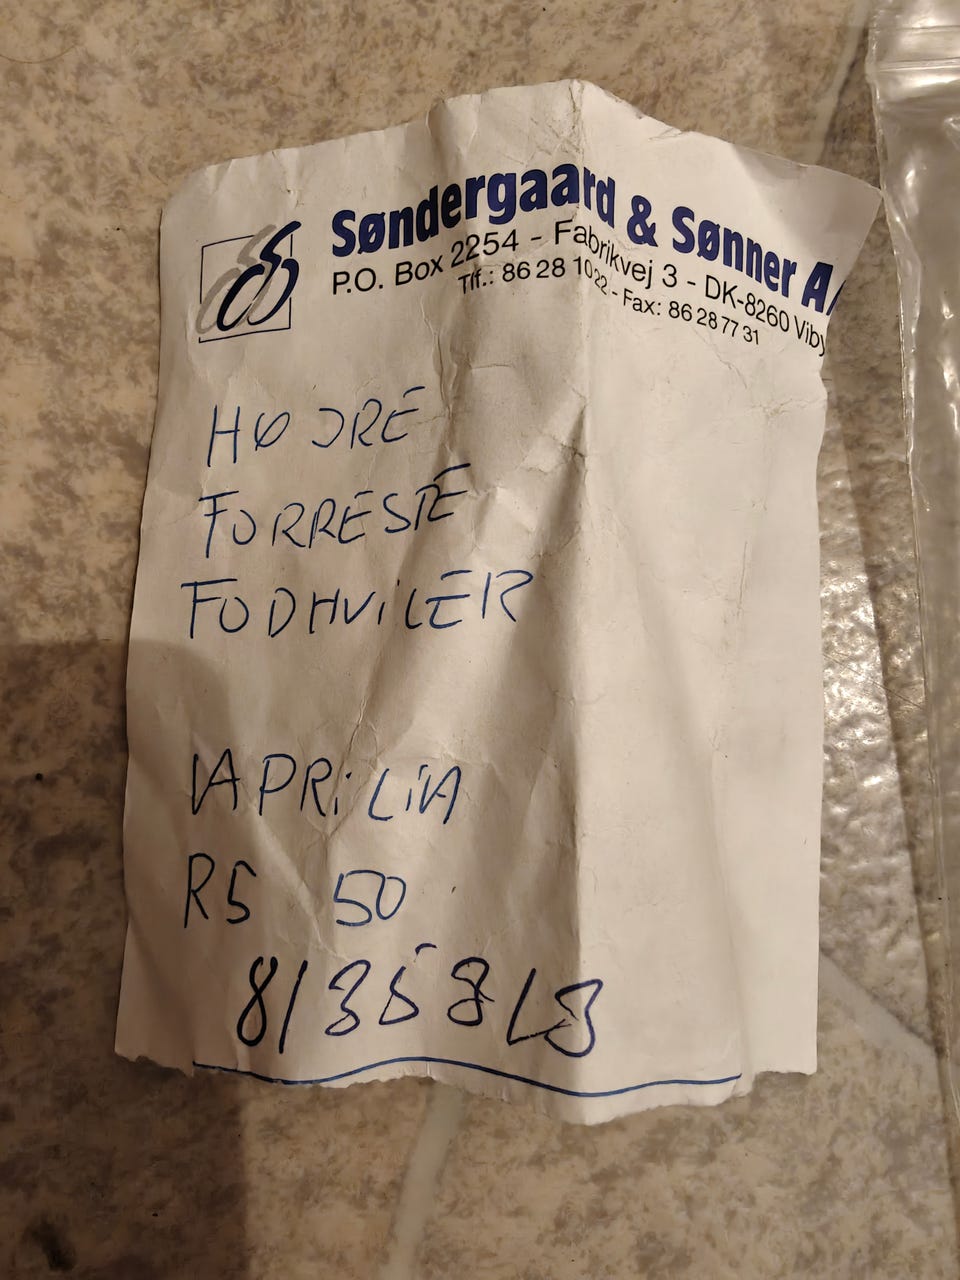 Søndergaard & Sønner A/
P.O. Box 2254 - Fabrikvej 3 - DK-8260 Viby
Tlf.: 86 28 10 22 - Fax: 86 28 77 31
HØJRE
FORRESTE
FODHViLER
APRiLiA
RS 50
8135813